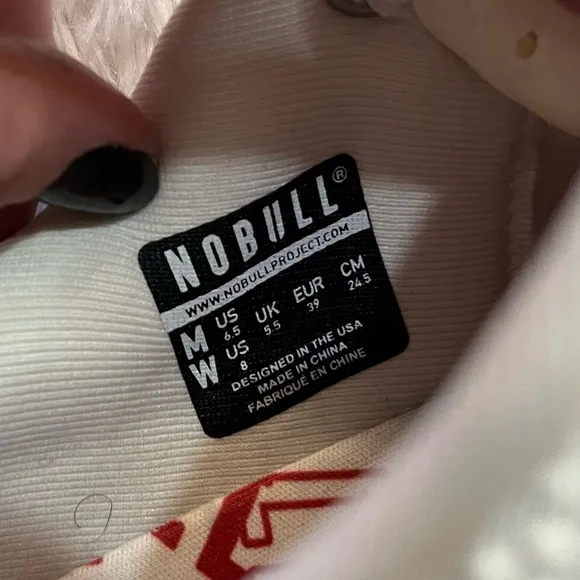 NOBULL®
WWW.NOBULLPROJECT.COM
M US UK EUR CM
6.5 5.5 39 24.5
W US
8
DESIGNED IN THE USA
MADE IN CHINA
FABRIQUÉ EN CHINE